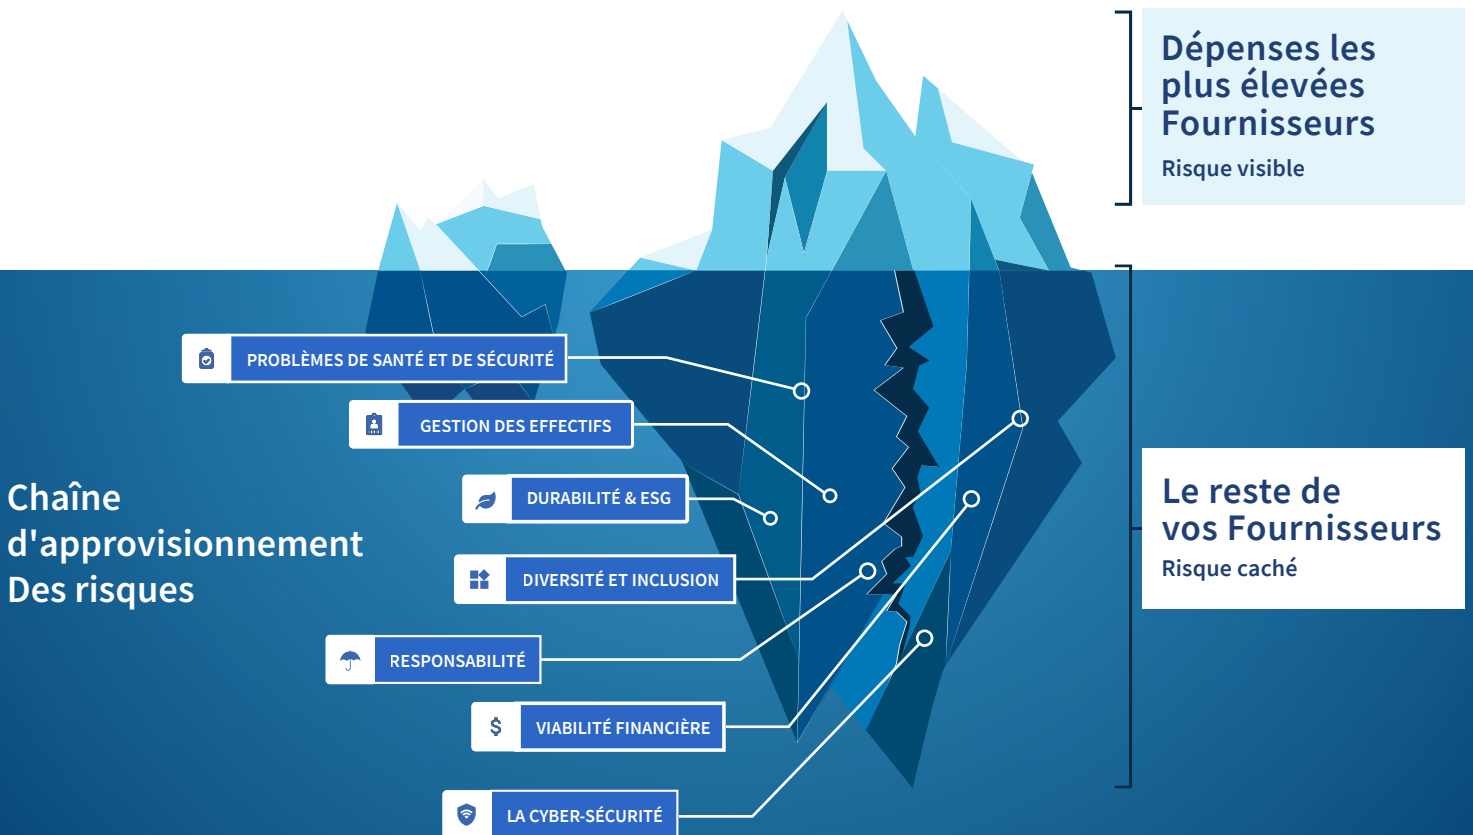 Dépenses les
plus élevées
Fournisseurs
Risque visible
PROBLÈMES DE SANTÉ ET DE SÉCURITÉ
GESTION DES EFFECTIFS
DURABILITÉ & ESG
DIVERSITÉ ET INCLUSION
RESPONSABILITÉ
VIABILITÉ FINANCIÈRE
LA CYBER-SÉCURITÉ
Chaîne
d'approvisionnement
Des risques
Le reste de
vos Fournisseurs
Risque caché